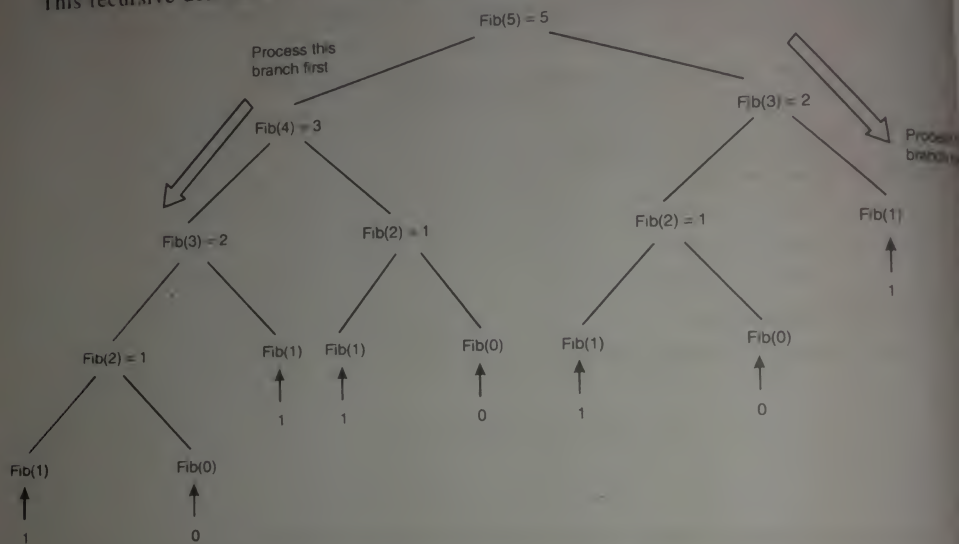 This recursive
Fib(5) = 5
Process this
branch first
Fib(4) = 3
Fib(3) = 2
Fib(3) = 2
Fib(2) = 1
Fib(2) = 1
Fib(1)
1
Fib(2) = 1
Fib(1)
1
Fib(1)
1
Fib(0)
0
Fib(1)
1
Fib(0)
0
Fib(1)
1
Fib(0)
0